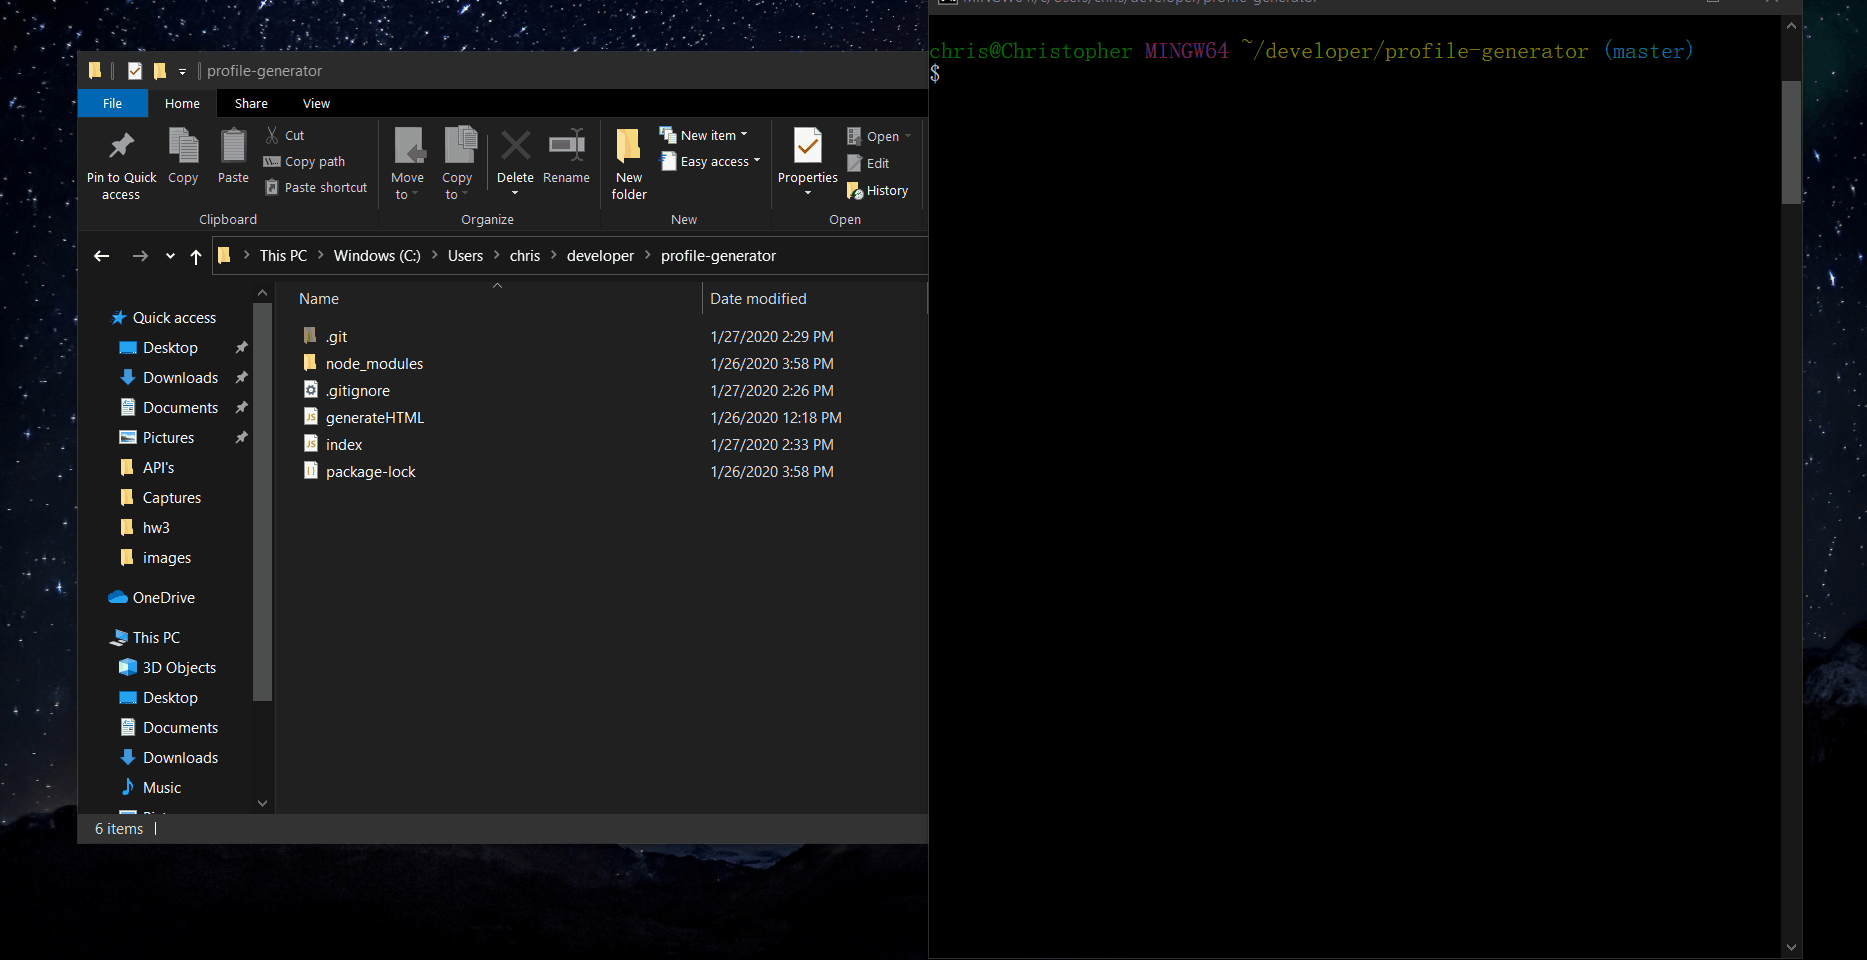 profile-generator
File Home Share View
Pin to Quick access
Copy
Paste
Cut
Copy path
Paste shortcut
Clipboard
Move to
Copy to
Delete
Rename
Organize
New folder
New item
Easy access
New
Properties
Open
Edit
History
Open
This PC Windows (C:) Users chris developer profile-generator
Quick access
Desktop
Downloads
Documents
Pictures
API's
Captures
hw3
images
OneDrive
This PC
3D Objects
Desktop
Documents
Downloads
Music
Name Date modified
.git 1/27/2020 2:29 PM
node_modules 1/26/2020 3:58 PM
.gitignore 1/27/2020 2:26 PM
generateHTML 1/26/2020 12:18 PM
index 1/27/2020 2:33 PM
package-lock 1/26/2020 3:58 PM
6 items
chris@Christopher MINGW64 ~/developer/profile-generator (master)
$